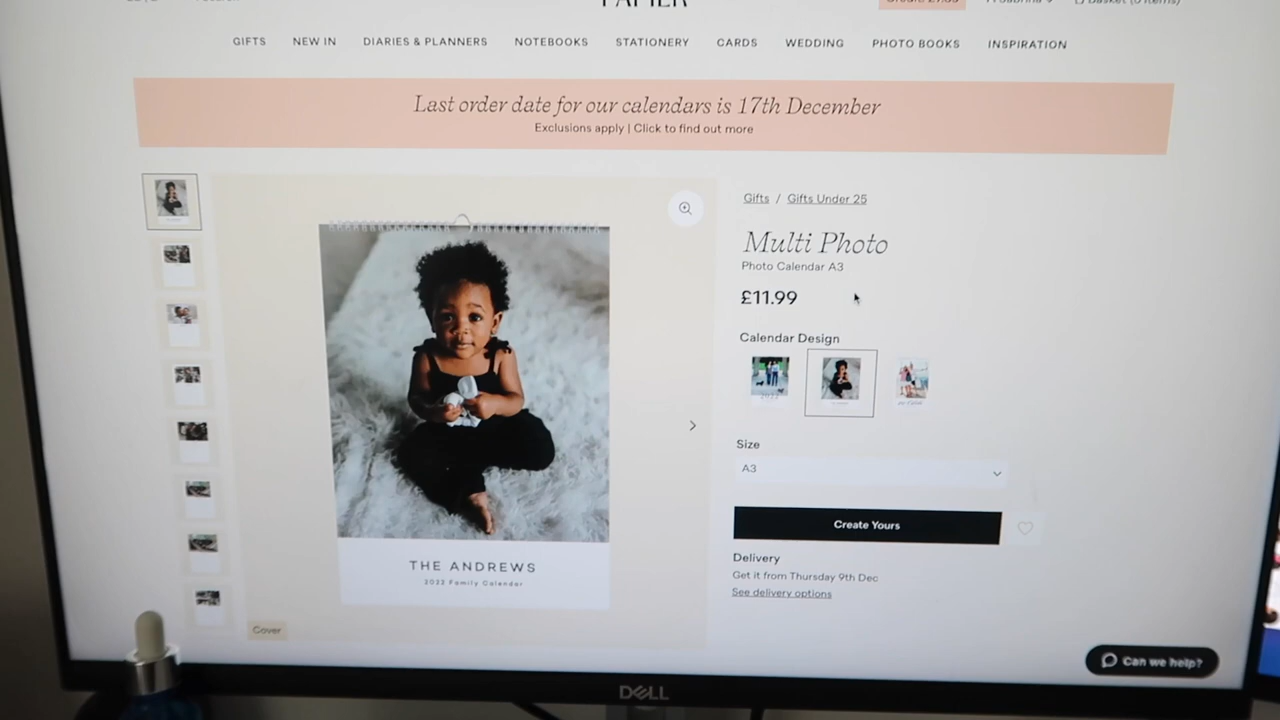 PAPIER
GIFTS NEW IN DIARIES & PLANNERS NOTEBOOKS STATIONERY CARDS WEDDING PHOTO BOOKS INSPIRATION
Last order date for our calendars is 17th December
Exclusions apply | Click to find out more
Gifts / Gifts Under 25
Multi Photo
Photo Calendar A3
£11.99
Calendar Design
Size
A3
Create Yours
Delivery
Get it from Thursday 9th Dec
See delivery options
THE ANDREWS
2022 Family Calendar
Cover
Can we help?
DELL